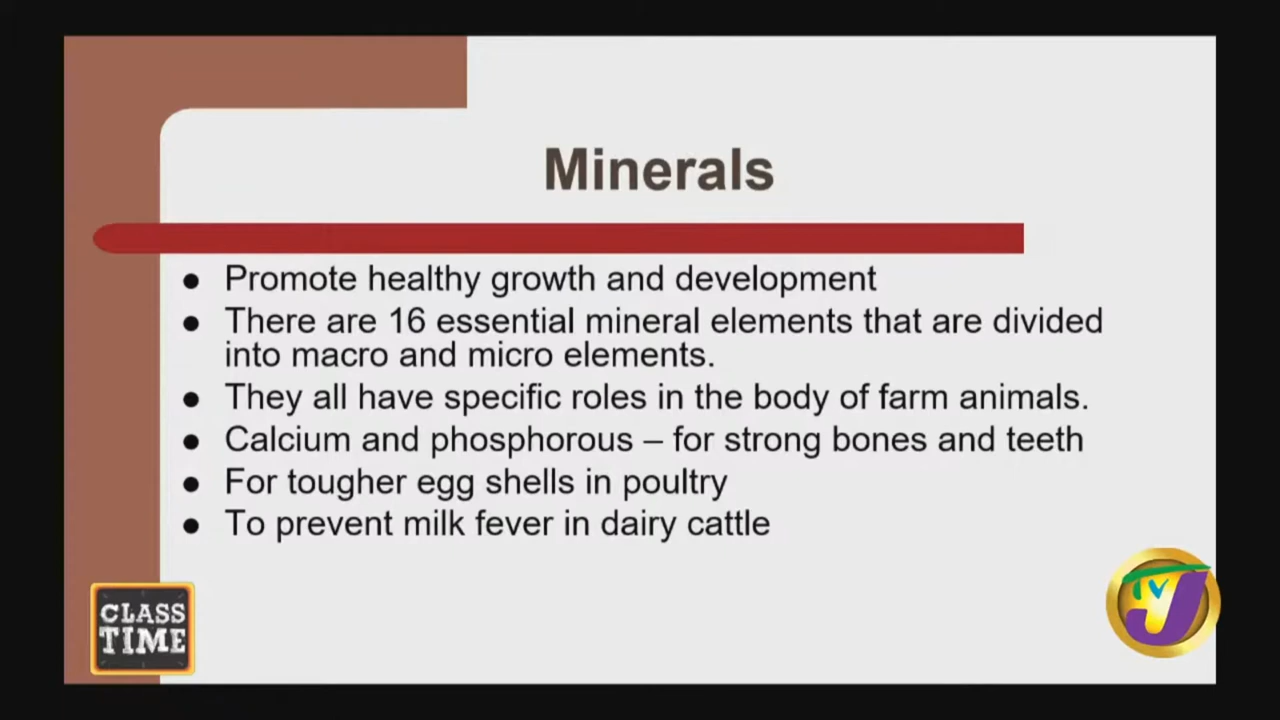 Minerals
● Promote healthy growth and development
● There are 16 essential mineral elements that are divided
into macro and micro elements.
● They all have specific roles in the body of farm animals.
● Calcium and phosphorous – for strong bones and teeth
● For tougher egg shells in poultry
● To prevent milk fever in dairy cattle
CLASS
TIME
TVJ